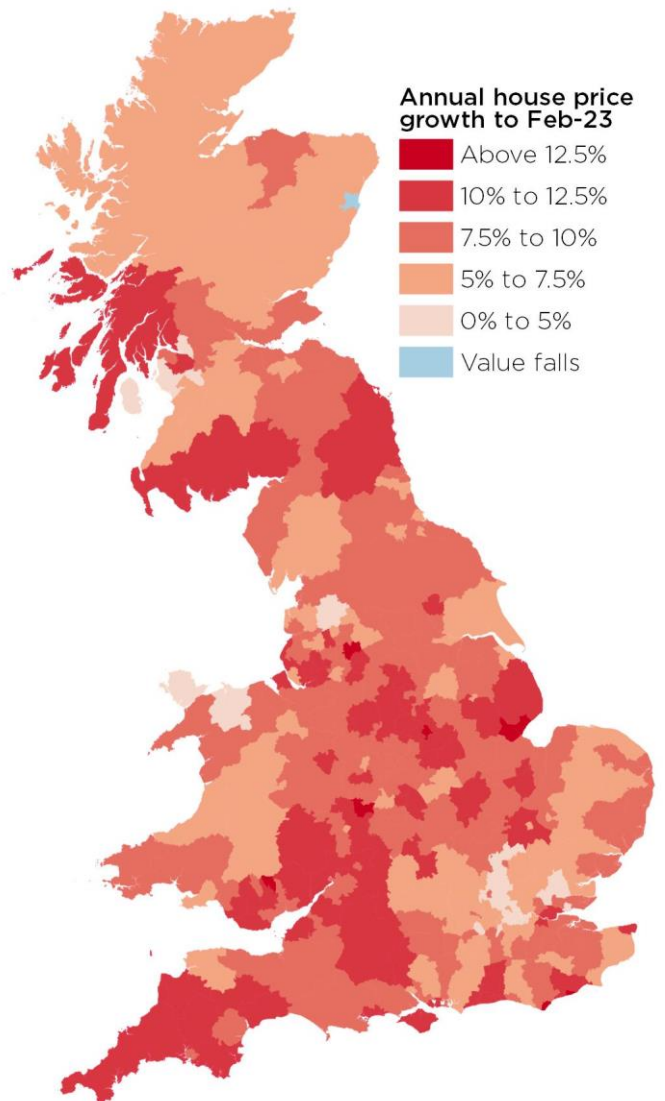 Annual house price
growth to Feb-23
Above 12.5%
10% to 12.5%
7.5% to 10%
5% to 7.5%
0% to 5%
Value falls